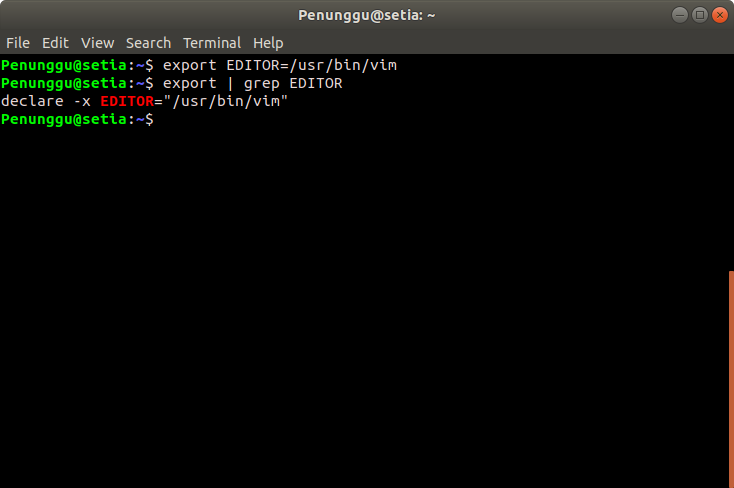 Penunggu@setia: ~
File Edit View Search Terminal Help
Penunggu@setia:~$ export EDITOR=/usr/bin/vim
Penunggu@setia:~$ export | grep EDITOR
declare -x EDITOR="/usr/bin/vim"
Penunggu@setia:~$